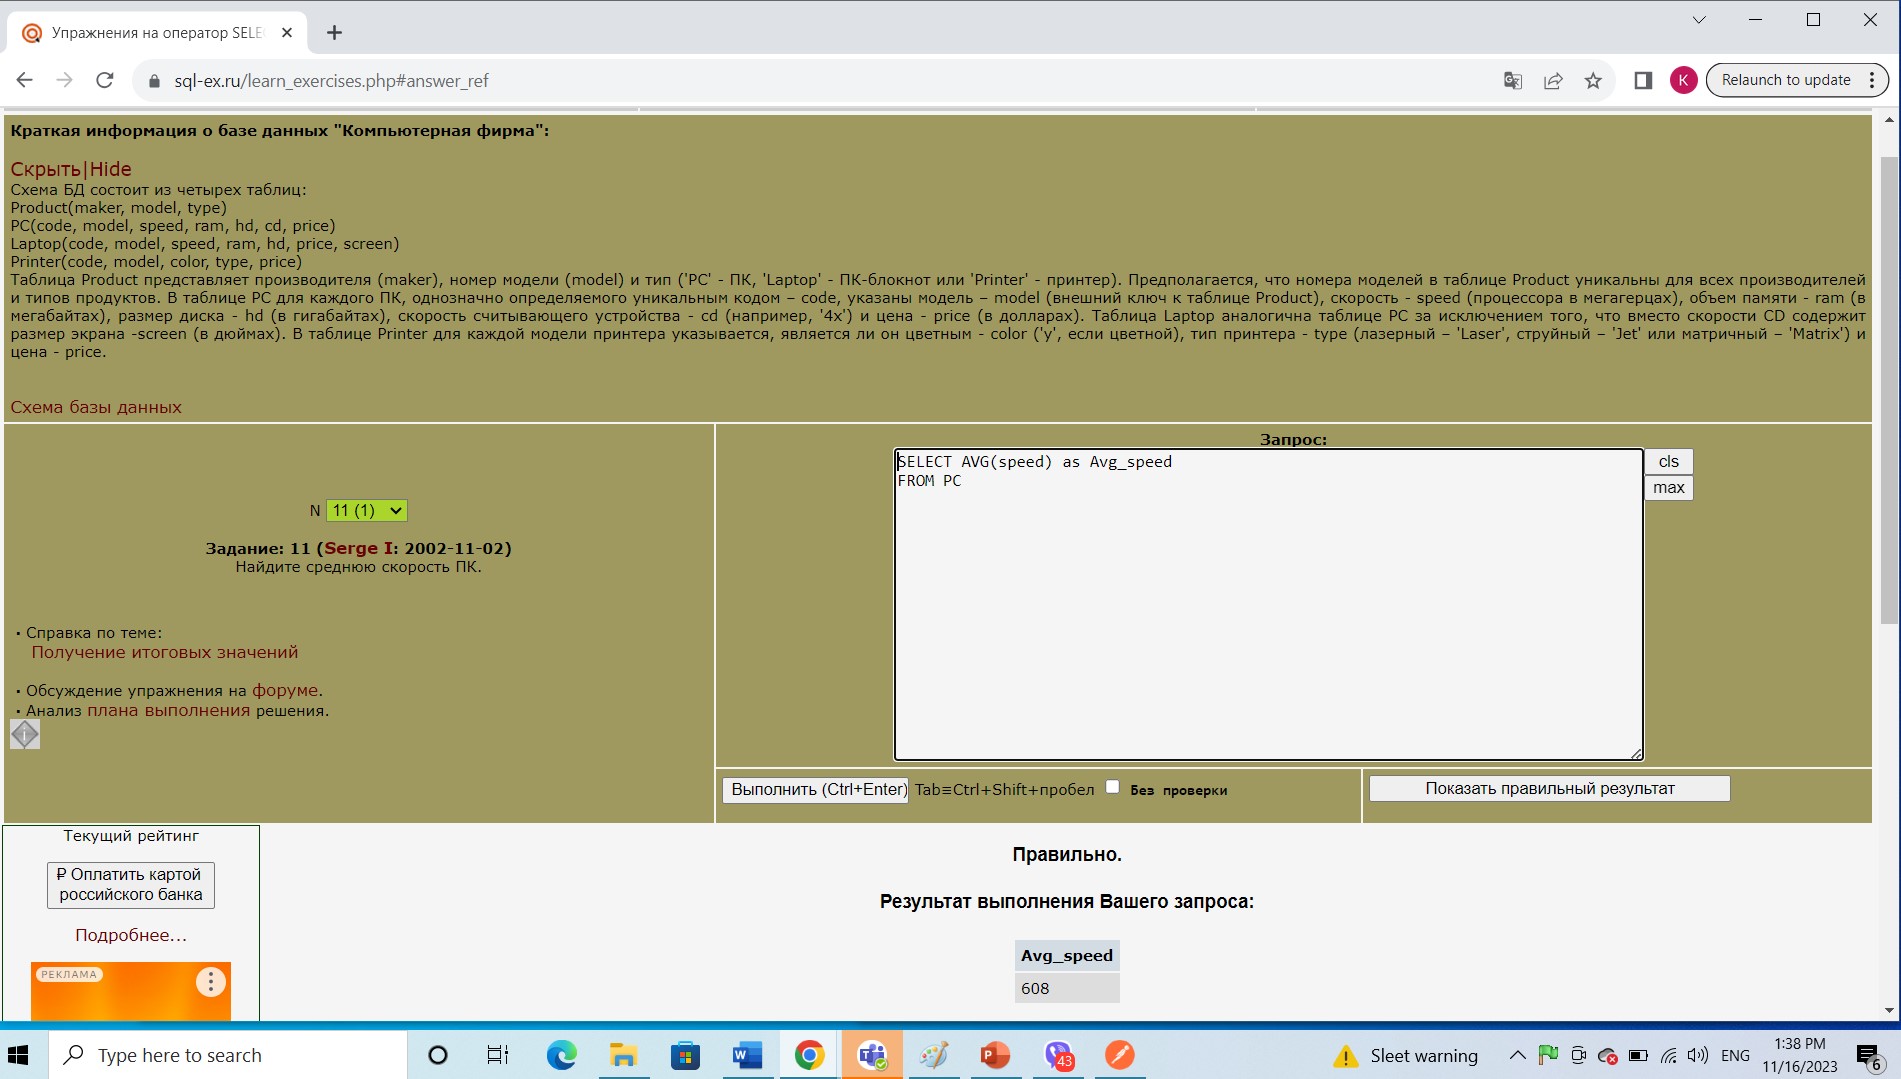 Упражнения на оператор SELE
sql-ex.ru/learn_exercises.php#answer_ref
K
Relaunch to update
Краткая информация о базе данных "Компьютерная фирма":
Скрыть|Hide
Схема БД состоит из четырех таблиц:
Product(maker, model, type)
PC(code, model, speed, ram, hd, cd, price)
Laptop(code, model, speed, ram, hd, price, screen)
Printer(code, model, color, type, price)
Таблица Product представляет производителя (maker), номер модели (model) и тип ('PC' - ПК, 'Laptop' - ПК-блокнот или 'Printer' - принтер). Предполагается, что номера моделей в таблице Product уникальны для всех производителей
и типов продуктов. В таблице PC для каждого ПК, однозначно определяемого уникальным кодом – code, указаны модель – model (внешний ключ к таблице Product), скорость - speed (процессора в мегагерцах), объем памяти - ram (в
мегабайтах), размер диска - hd (в гигабайтах), скорость считывающего устройства - cd (например, '4x') и цена - price (в долларах). Таблица Laptop аналогична таблице РС за исключением того, что вместо скорости CD содержит
размер экрана -screen (в дюймах). В таблице Printer для каждой модели принтера указывается, является ли он цветным - color ('y', если цветной), тип принтера - type (лазерный – 'Laser', струйный – 'Jet' или матричный – 'Matrix') и
цена - price.
Схема базы данных
Запрос:
SELECT AVG(speed) as Avg_speed
FROM PC
cls
max
N 11 (1)
Задание: 11 (Serge I: 2002-11-02)
Найдите среднюю скорость ПК.
▪ Справка по теме:
Получение итоговых значений
▪ Обсуждение упражнения на форуме.
▪ Анализ плана выполнения решения.
Выполнить (Ctrl+Enter) Tab≡Ctrl+Shift+пробел Без проверки
Показать правильный результат
Текущий рейтинг
₽ Оплатить картой
российского банка
Подробнее...
РЕКЛАМА
Правильно.
Результат выполнения Вашего запроса:
Avg_speed
608
Type here to search
43
Sleet warning
ENG
1:38 PM
11/16/2023
6